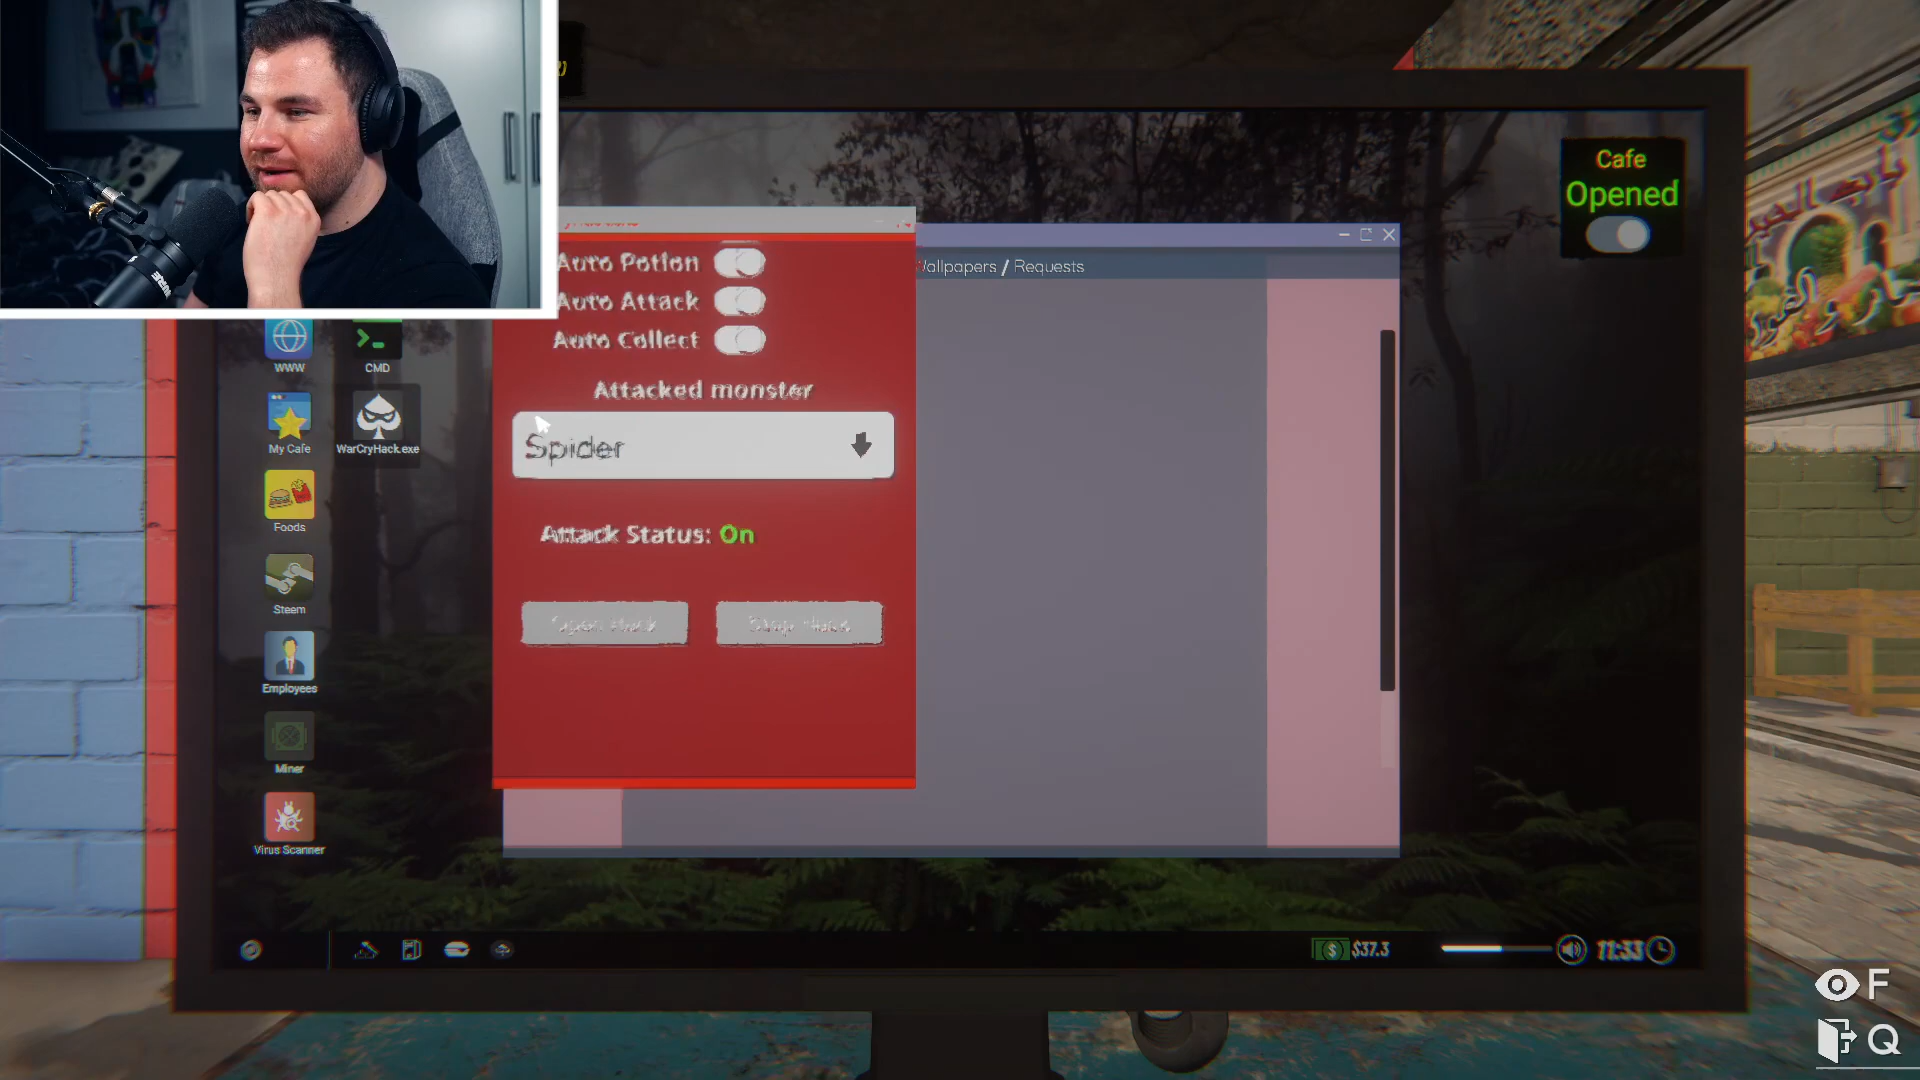 Cafe
Opened
Auto Potion
Auto Attack
Auto Collect
Attacked monster
Spider
Attack Status: On
Wallpapers / Requests
WWW
CMD
My Cafe
WarCryHack.exe
Foods
Steem
Employees
Miner
Virus Scanner
$37.3
11:33
F
Q